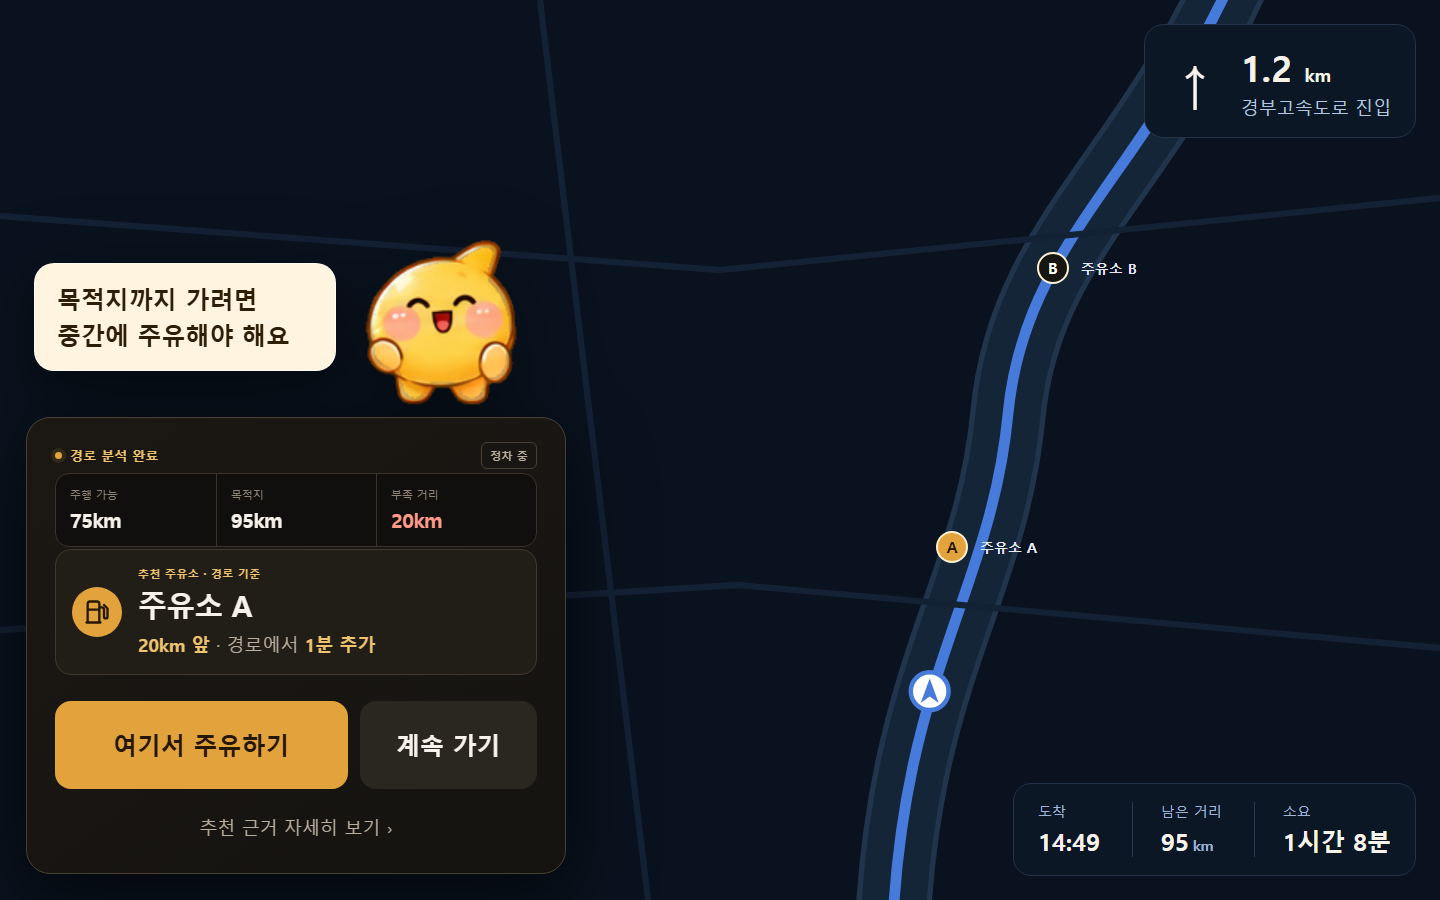 1.2 km
경부고속도로 진입
B 주유소 B
목적지까지 가려면
중간에 주유해야 해요
경로 분석 완료
정차 중
주행 가능
75km
목적지
95km
부족 거리
20km
추천 주유소 · 경로 기준
주유소 A
20km 앞 · 경로에서 1분 추가
여기서 주유하기
계속 가기
추천 근거 자세히 보기 ›
A 주유소 A
도착
14:49
남은 거리
95 km
소요
1시간 8분